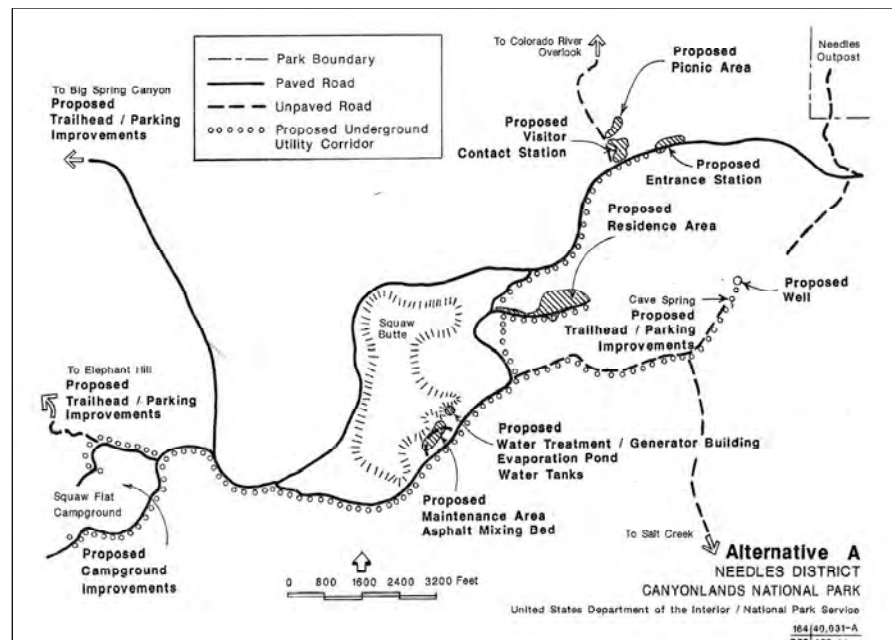 Park Boundary
Paved Road
Unpaved Road
Proposed Underground
Utility Corridor
To Colorado River
Overlook
Proposed
Picnic Area
Needles
Outpost
To Big Spring Canyon
Proposed
Trailhead / Parking
Improvements
Proposed
Visitor
Contact Station
Proposed
Entrance Station
Proposed
Residence Area
Squaw
Butte
Cave Spring
Proposed
Trailhead / Parking
Improvements
Proposed
Well
To Elephant Hill
Proposed
Trailhead / Parking
Improvements
Proposed
Water Treatment / Generator Building
Evaporation Pond
Water Tanks
Squaw Flat
Campground
Proposed
Campground
Improvements
Proposed
Maintenance Area
Asphalt Mixing Bed
To Salt Creek
0 800 1600 2400 3200 Feet
Alternative A
NEEDLES DISTRICT
CANYONLANDS NATIONAL PARK
United States Department of the Interior / National Park Service
164|40,031-A